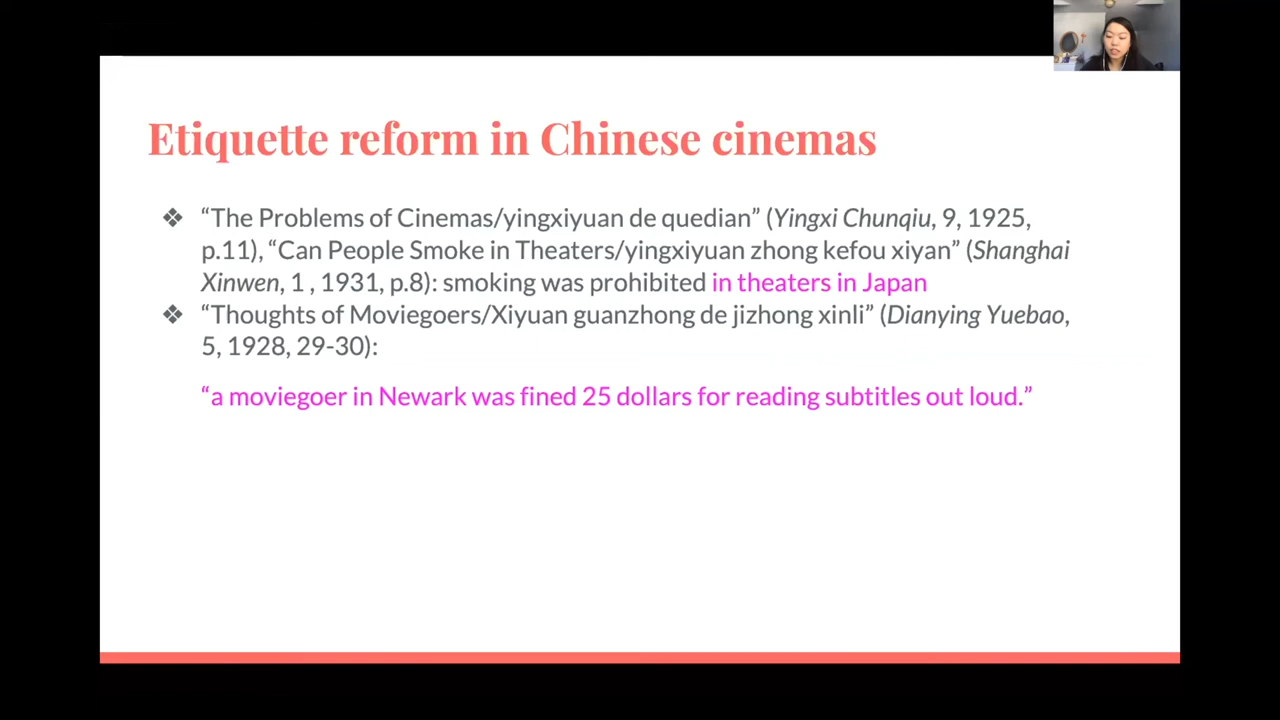 Etiquette reform in Chinese cinemas
❖ “The Problems of Cinemas/yingxiyuan de quedian” (Yingxi Chunqiu, 9, 1925,
p.11), “Can People Smoke in Theaters/yingxiyuan zhong kefou xiyan” (Shanghai
Xinwen, 1 , 1931, p.8): smoking was prohibited in theaters in Japan
❖ “Thoughts of Moviegoers/Xiyuan guanzhong de jizhong xinli” (Dianying Yuebao,
5, 1928, 29-30):
“a moviegoer in Newark was fined 25 dollars for reading subtitles out loud.”